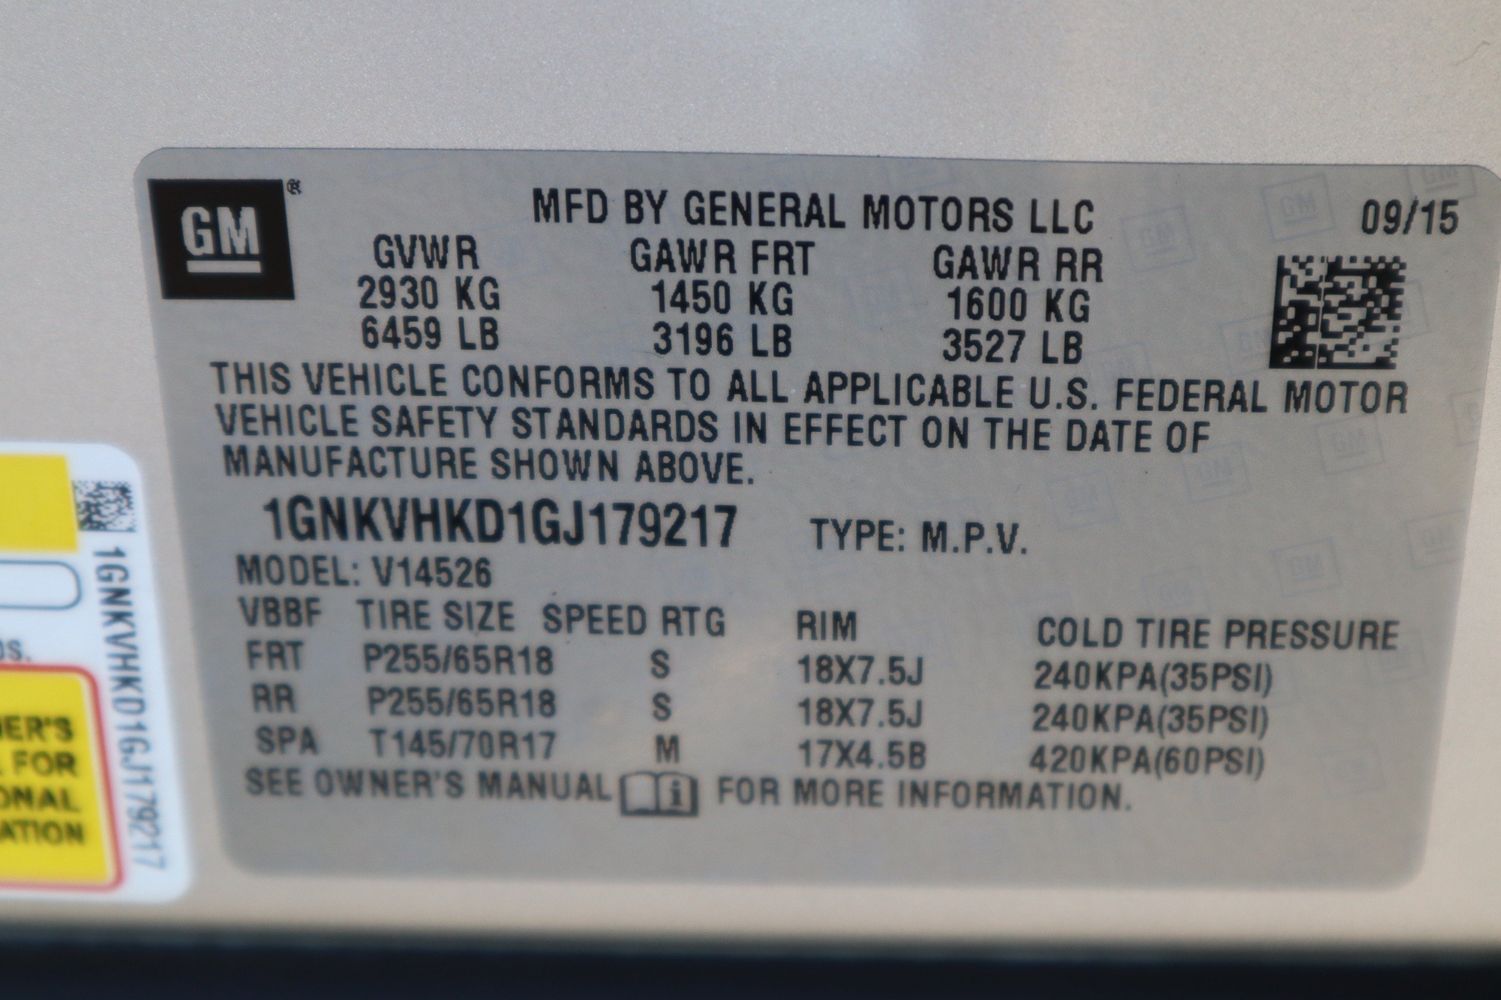 GM®
MFD BY GENERAL MOTORS LLC 09/15
GVWR GAWR FRT GAWR RR
2930 KG 1450 KG 1600 KG
6459 LB 3196 LB 3527 LB
THIS VEHICLE CONFORMS TO ALL APPLICABLE U.S. FEDERAL MOTOR
VEHICLE SAFETY STANDARDS IN EFFECT ON THE DATE OF
MANUFACTURE SHOWN ABOVE.
1GNKVHKD1GJ179217 TYPE: M.P.V.
MODEL: V14526
VBBF TIRE SIZE SPEED RTG RIM COLD TIRE PRESSURE
FRT P255/65R18 S 18X7.5J 240KPA(35PSI)
RR P255/65R18 S 18X7.5J 240KPA(35PSI)
SPA T145/70R17 M 17X4.5B 420KPA(60PSI)
SEE OWNER'S MANUAL i FOR MORE INFORMATION.
1GNKVHKD1GJ179217
ER'S
FOR
ONAL
ATION